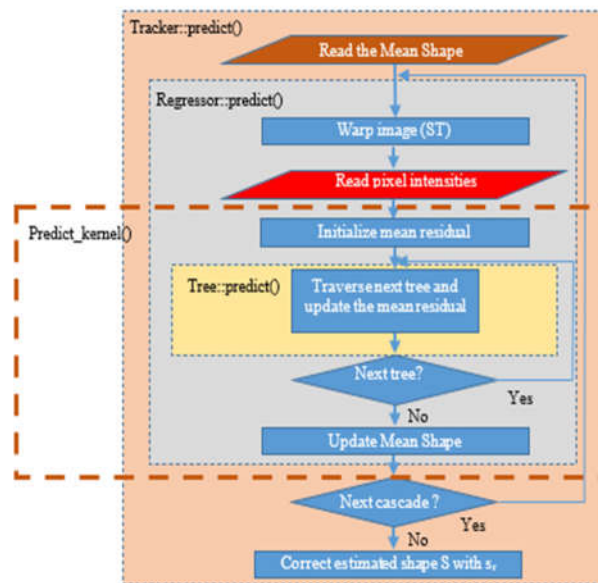 Tracker::predict()
Read the Mean Shape
Regressor::predict()
Warp image (ST)
Read pixel intensities
Predict_kernel()
Initialize mean residual
Tree::predict()
Traverse next tree and
update the mean residual
Next tree?
Yes
No
Update Mean Shape
Next cascade ?
Yes
No
Correct estimated shape S with sᵣ